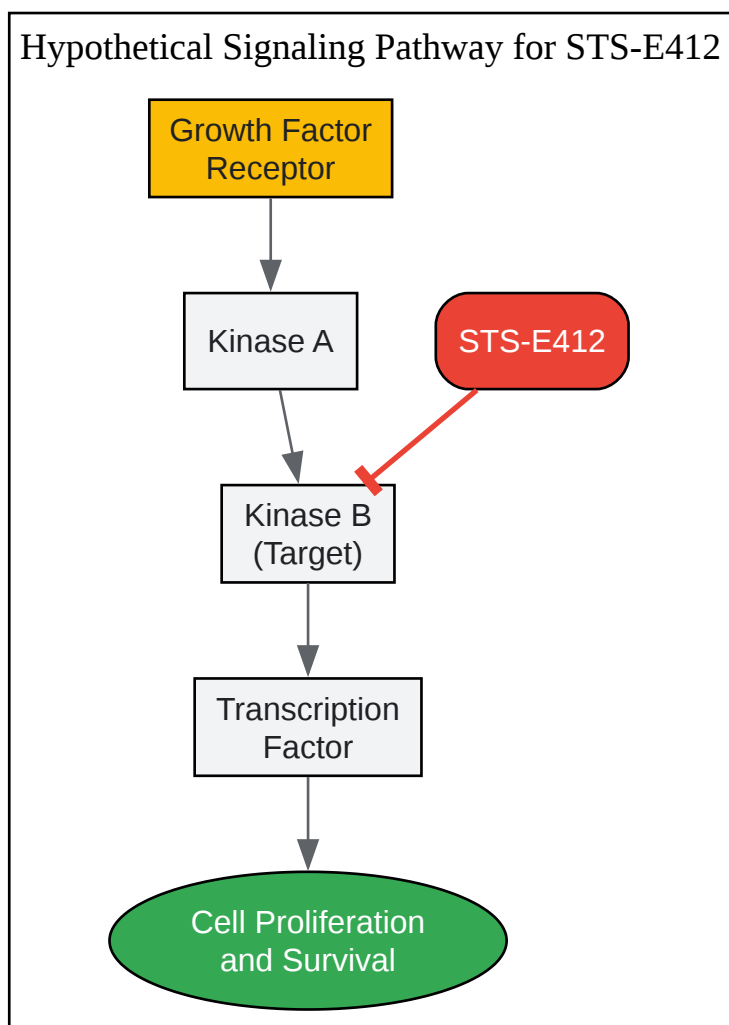 Hypothetical Signaling Pathway for STS-E412
Growth Factor
Receptor
Kinase A
STS-E412
Kinase B
(Target)
Transcription
Factor
Cell Proliferation
and Survival